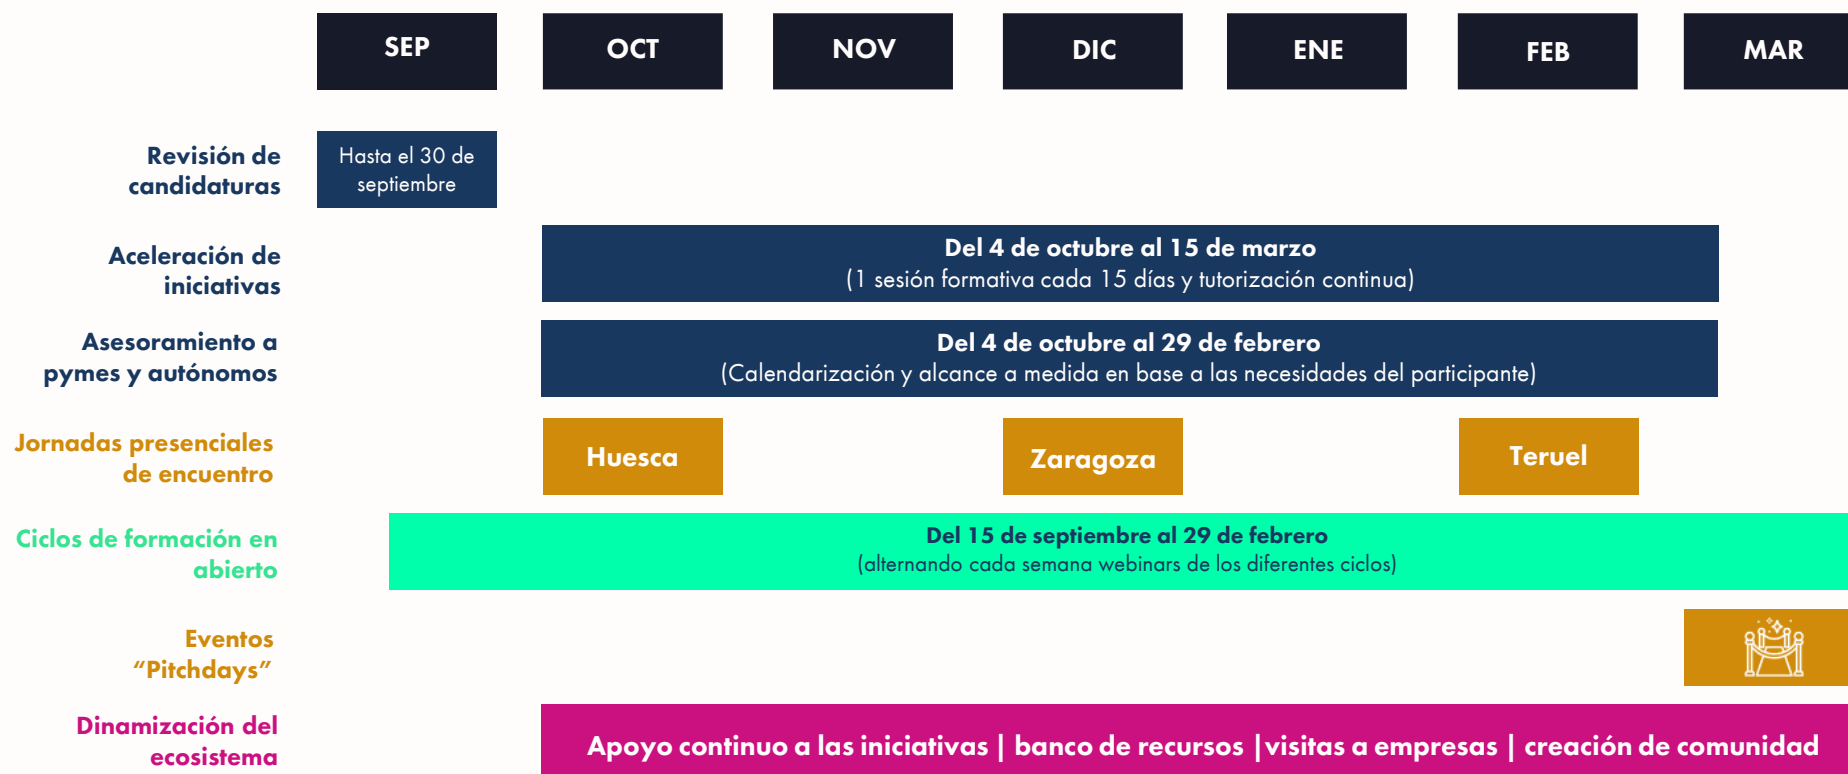 SEP OCT NOV DIC ENE FEB MAR
Revisión de
candidaturas
Hasta el 30 de
septiembre
Aceleración de
iniciativas
Del 4 de octubre al 15 de marzo
(1 sesión formativa cada 15 días y tutorización continua)
Asesoramiento a
pymes y autónomos
Del 4 de octubre al 29 de febrero
(Calendarización y alcance a medida en base a las necesidades del participante)
Jornadas presenciales
de encuentro
Huesca Zaragoza Teruel
Ciclos de formación en
abierto
Del 15 de septiembre al 29 de febrero
(alternando cada semana webinars de los diferentes ciclos)
Eventos
“Pitchdays”
Dinamización del
ecosistema
Apoyo continuo a las iniciativas | banco de recursos |visitas a empresas | creación de comunidad